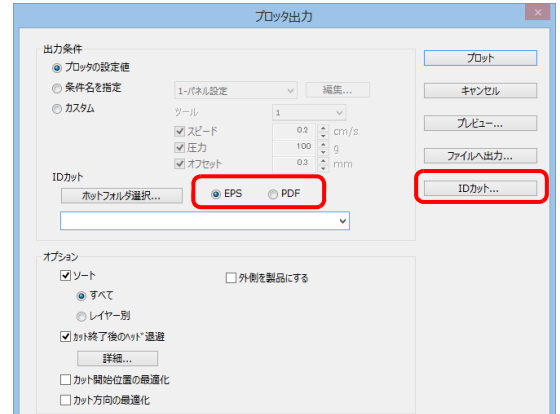 プロッタ出力
×
出力条件
プロッタの設定値
条件名を指定
1-パネル設定
編集...
カスタム
ツール
1
スピード
0.2
cm/s
圧力
100
g
オフセット
0.3
mm
IDカット
ホットフォルダ選択...
EPS
PDF
プロット
キャンセル
プレビュー...
ファイルへ出力...
IDカット...
オプション
ソート
外側を製品にする
すべて
レイヤー別
カット終了後のヘッド退避
詳細...
カット開始位置の最適化
カット方向の最適化